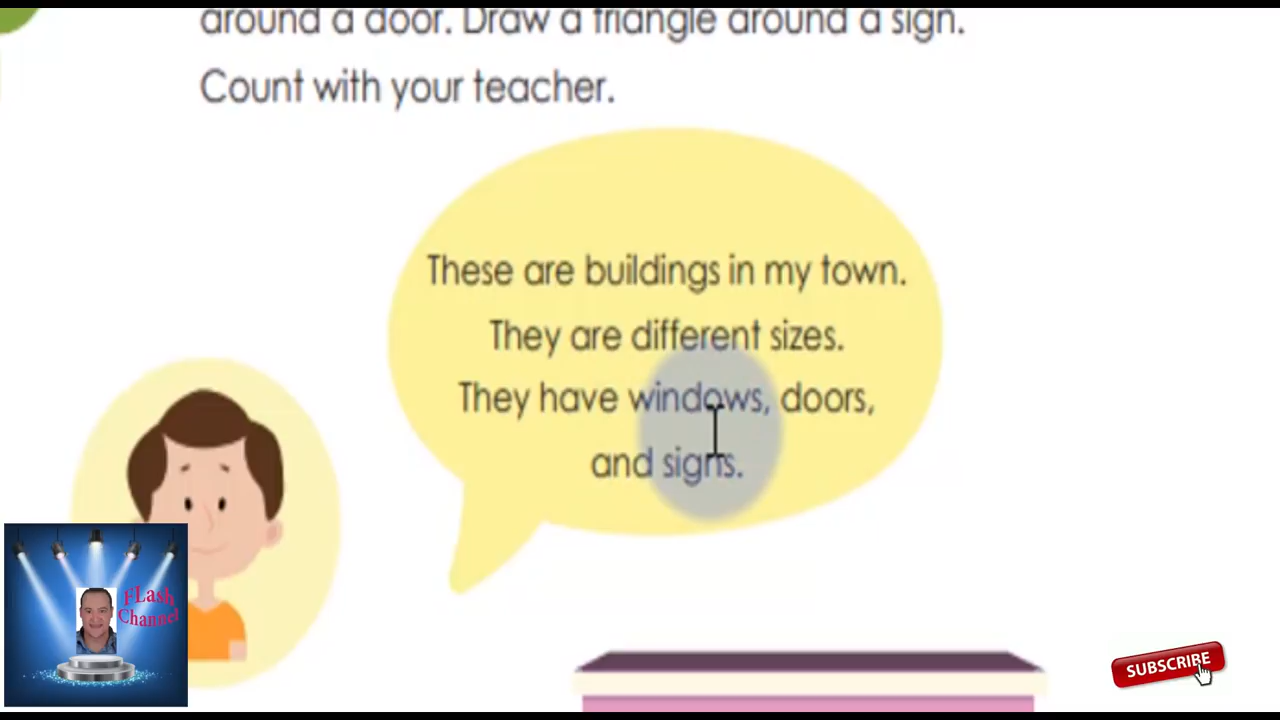 around a door. Draw a triangle around a sign.
Count with your teacher.
These are buildings in my town.
They are different sizes.
They have windows, doors,
and signs.
FLash
Channel
SUBSCRIBE